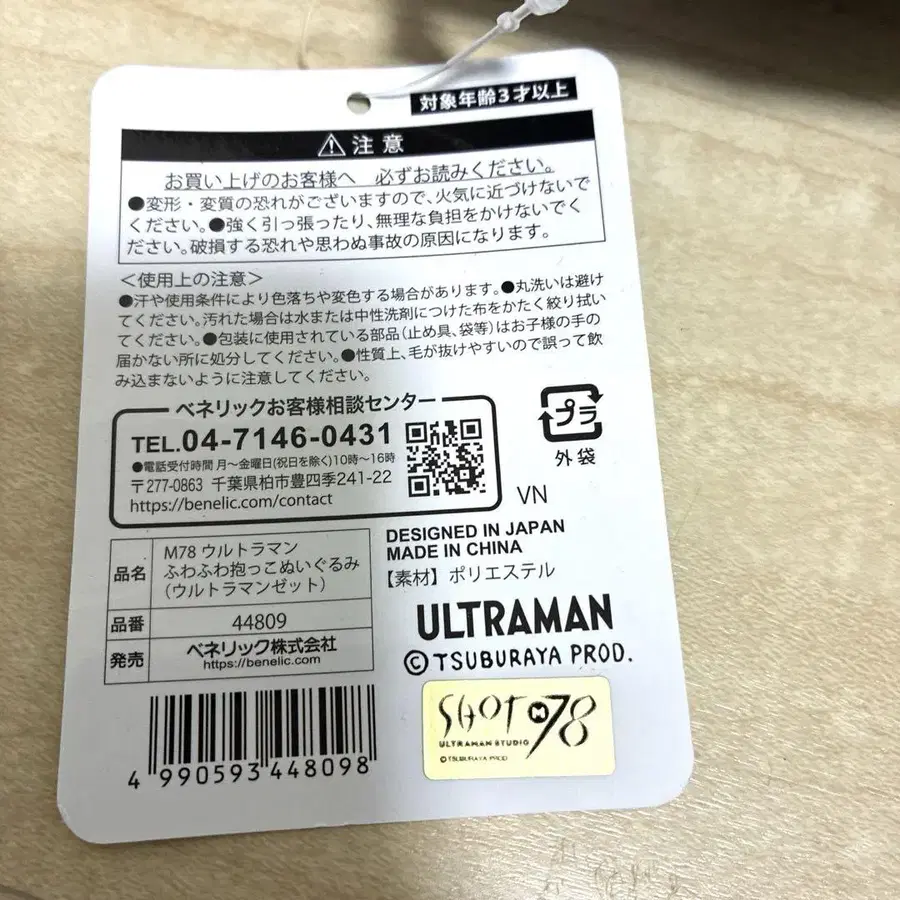 対象年齢3才以上
⚠注意
お買い上げのお客様へ 必ずお読みください。
●変形・変質の恐れがございますので、火気に近づけないで
ください。●強く引っ張ったり、無理な負担をかけないでく
ださい。破損する恐れや思わぬ事故の原因になります。
＜使用上の注意＞
●汗や使用条件により色落ちや変色する場合があります。●丸洗いは避け
てください。汚れた場合は水または中性洗剤につけた布をかたく絞り拭い
てください。●包装に使用されている部品（止め具、袋等）はお子様の手の
届かない所に処分してください。●性質上、毛が抜けやすいので誤って飲
み込まないように注意してください。
ベネリックお客様相談センター
TEL.04-7146-0431
●電話受付時間 月～金曜日(祝日を除く)10時～16時
〒277-0863 千葉県柏市豊四季241-22
https://benelic.com/contact
プラ
外袋
VN
DESIGNED IN JAPAN
MADE IN CHINA
【素材】ポリエステル
品名 M78 ウルトラマン
ふわふわ抱っこぬいぐるみ
（ウルトラマンゼット）
品番 44809
発売 ベネリック株式会社
https://benelic.com
ULTRAMAN
©TSUBURAYA PROD.
SHOT M78
ULTRAMAN STUDIO
©TSUBURAYA PROD
4 990593 448098